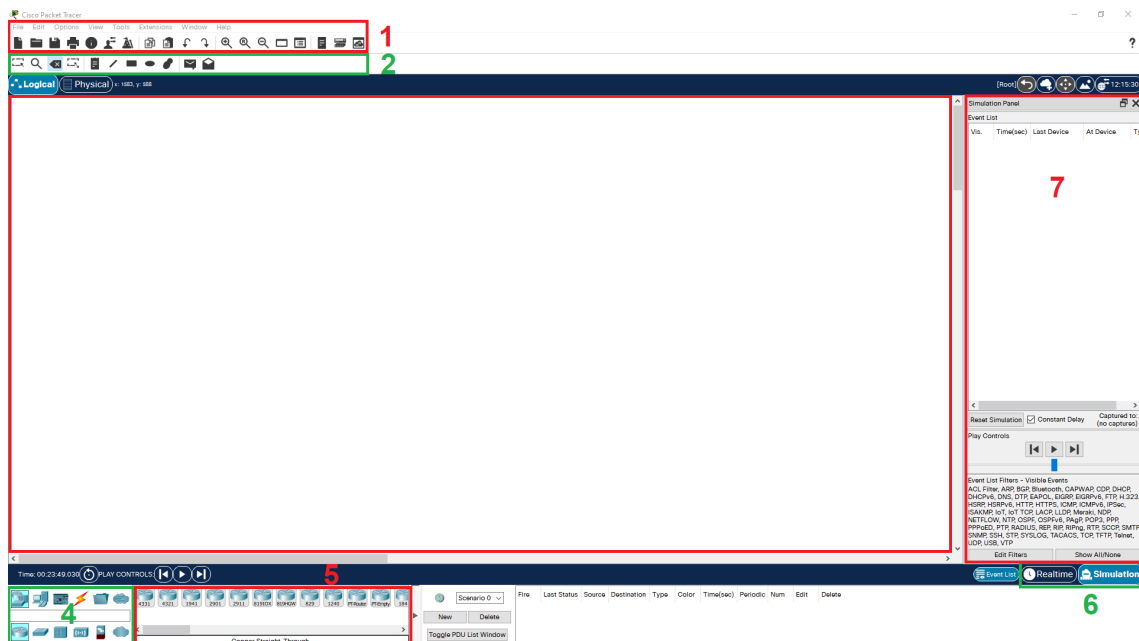 Cisco Packet Tracer
File Edit Options View Tools Extensions Window Help
1
?
2
Logical Physical x: 1583, y: 588 [Root] 12:15:30
Simulation Panel
Event List
Vis. Time(sec) Last Device At Device Ty
7
Reset Simulation Constant Delay Captured to:
(no captures)
Play Controls
Event List Filters - Visible Events
ACL Filter, ARP, BGP, Bluetooth, CAPWAP, CDP, DHCP,
DHCPv6, DNS, DTP, EAPOL, EIGRP, EIGRPv6, FTP, H.323,
HSRP, HSRPv6, HTTP, HTTPS, ICMP, ICMPv6, IPSec,
ISAKMP, IoT, IoT TCP, LACP, LLDP, Meraki, NDP,
NETFLOW, NTP, OSPF, OSPFv6, PAgP, POP3, PPP,
PPPoED, PTP, RADIUS, REP, RIP, RIPng, RTP, SCCP, SMTP,
SNMP, SSH, STP, SYSLOG, TACACS, TCP, TFTP, Telnet,
UDP, USB, VTP
Edit Filters Show All/None
Time: 00:23:49.030 PLAY CONTROLS: 5 Event List Realtime Simulation
4
4331 4321 1941 2901 2911 819IOX 819HGW 829 1240 PT-Router PT-Empty 184
Scenario 0
New Delete
Toggle PDU List Window
Fire Last Status Source Destination Type Color Time(sec) Periodic Num Edit Delete
6
Copper Straight-Through